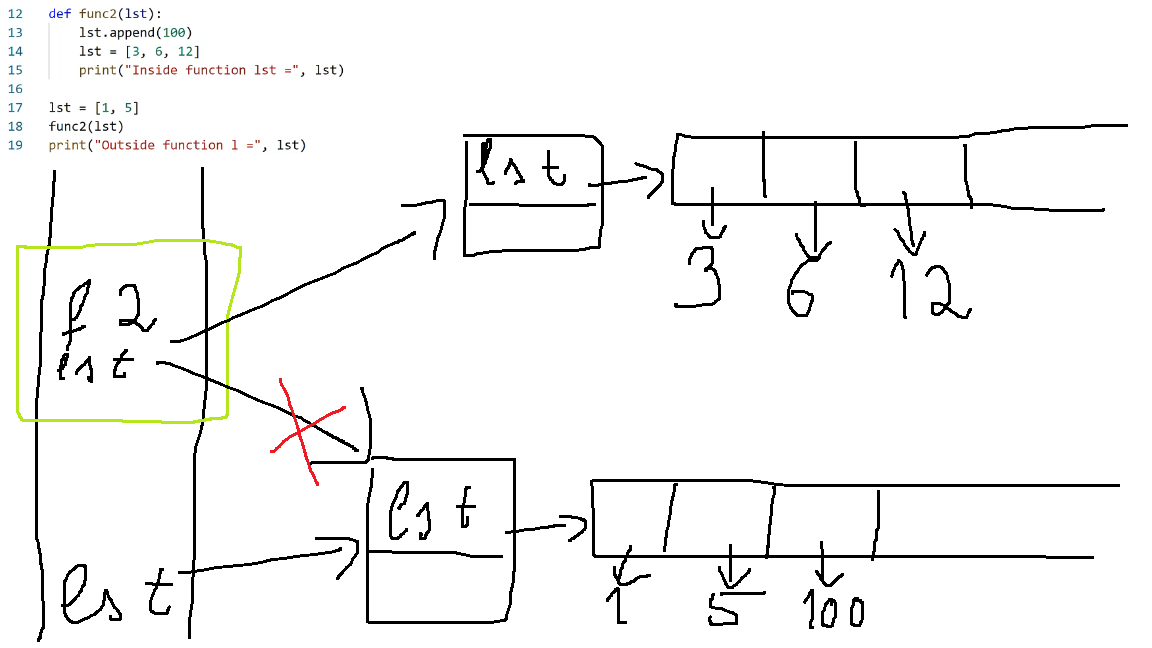 12 def func2(lst):
13     lst.append(100)
14     lst = [3, 6, 12]
15     print("Inside function lst =", lst)
16
17 lst = [1, 5]
18 func2(lst)
19 print("Outside function l =", lst)
lst
3 6 12
f 2
lst
lst
lst
1 5 100